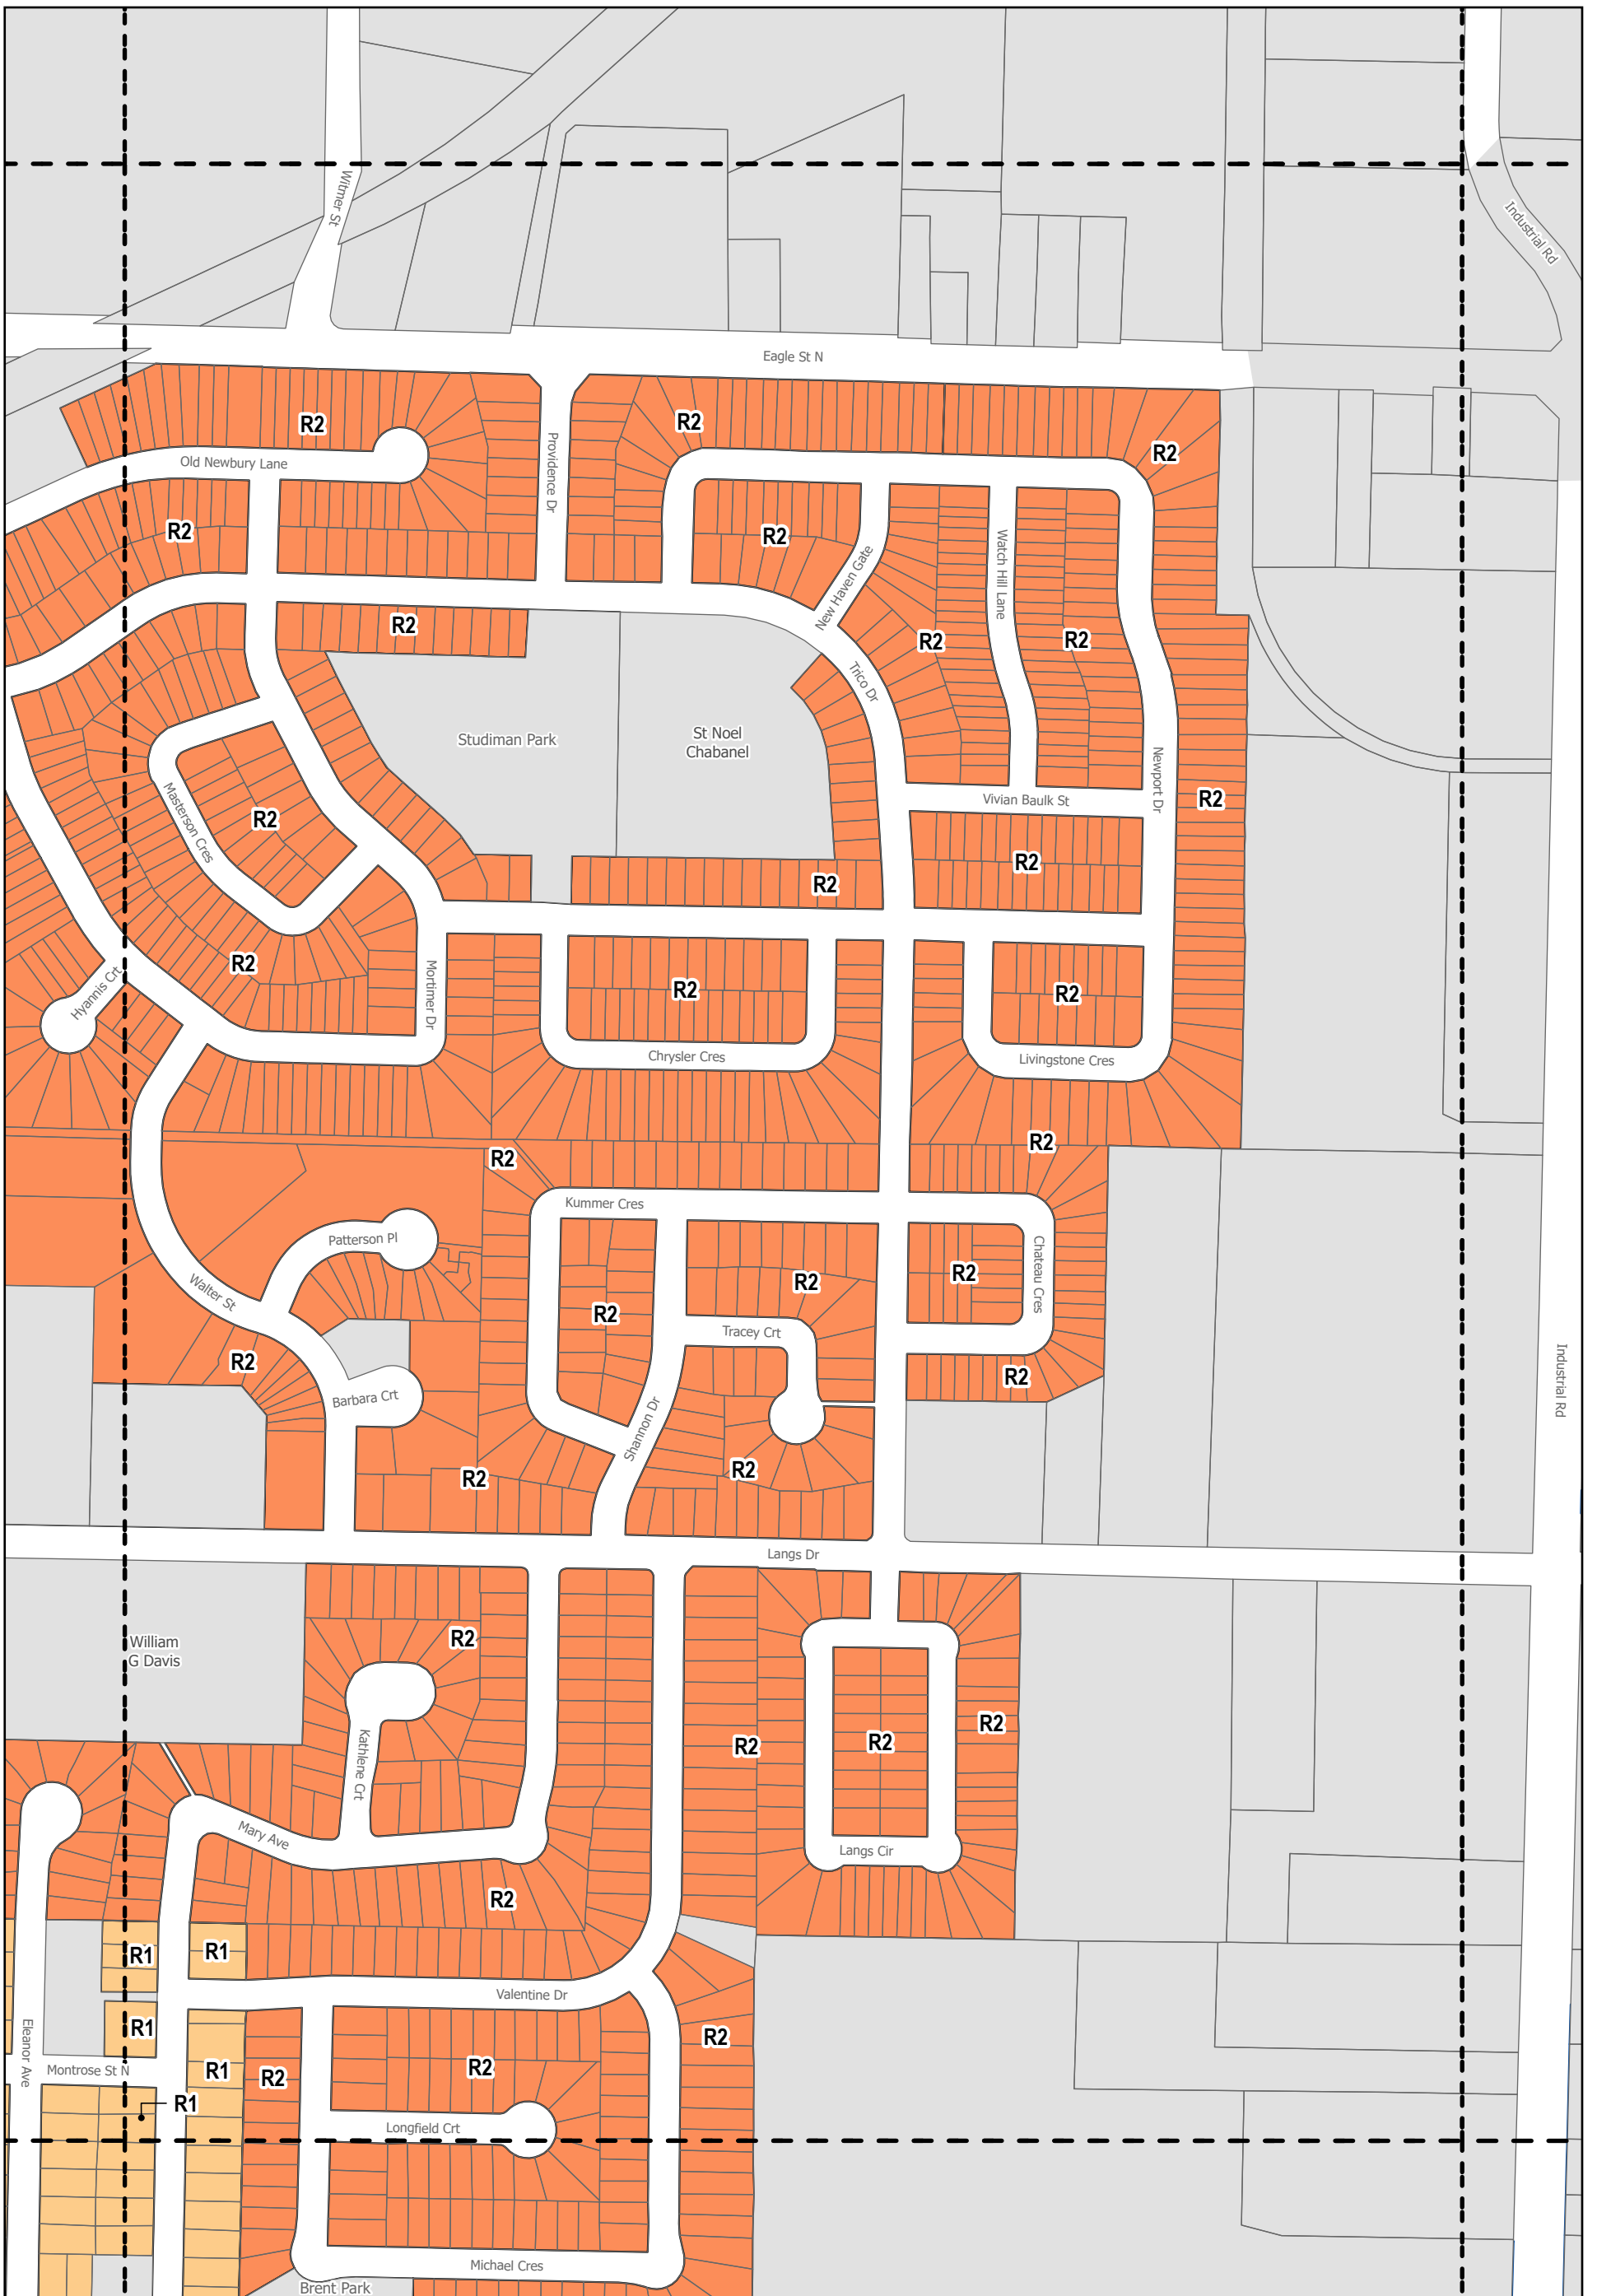 Witmer St
Industrial Rd
Eagle St N
R2
R2
R2
Old Newbury Lane
Providence Dr
R2
R2
New Haven Gate
Watch Hill Lane
R2
R2
R2
Trico Dr
Studiman Park
St Noel
Chabanel
Newport Dr
Vivian Baulk St
R2
Masterson Cres
R2
R2
R2
R2
Hyannis Crt
Mortimer Dr
R2
R2
Chrysler Cres
Livingstone Cres
R2
R2
Kummer Cres
Patterson Pl
Chateau Cres
R2
R2
Walter St
R2
Tracey Crt
R2
R2
Barbara Crt
Industrial Rd
Shannon Dr
R2
R2
Langs Dr
William
G Davis
R2
R2
R2
R2
Kathlene Crt
Mary Ave
Langs Cir
R2
R1
R1
Valentine Dr
R1
R2
Eleanor Ave
Montrose St N
R1
R2
R2
R1
Longfield Crt
Michael Cres
Brent Park